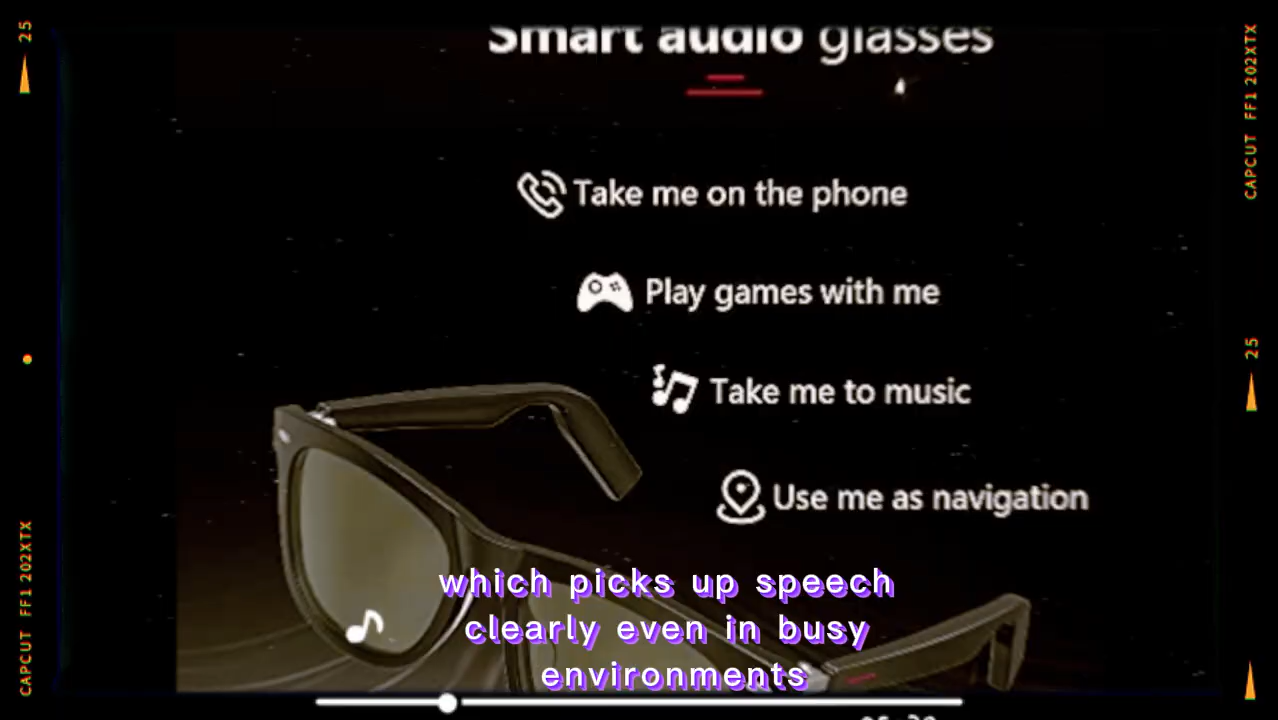 Smart audio glasses
Take me on the phone
Play games with me
Take me to music
Use me as navigation
which picks up speech
clearly even in busy
environments
25
CAPCUT FF1 202XTX
CAPCUT FF1 202XTX
25